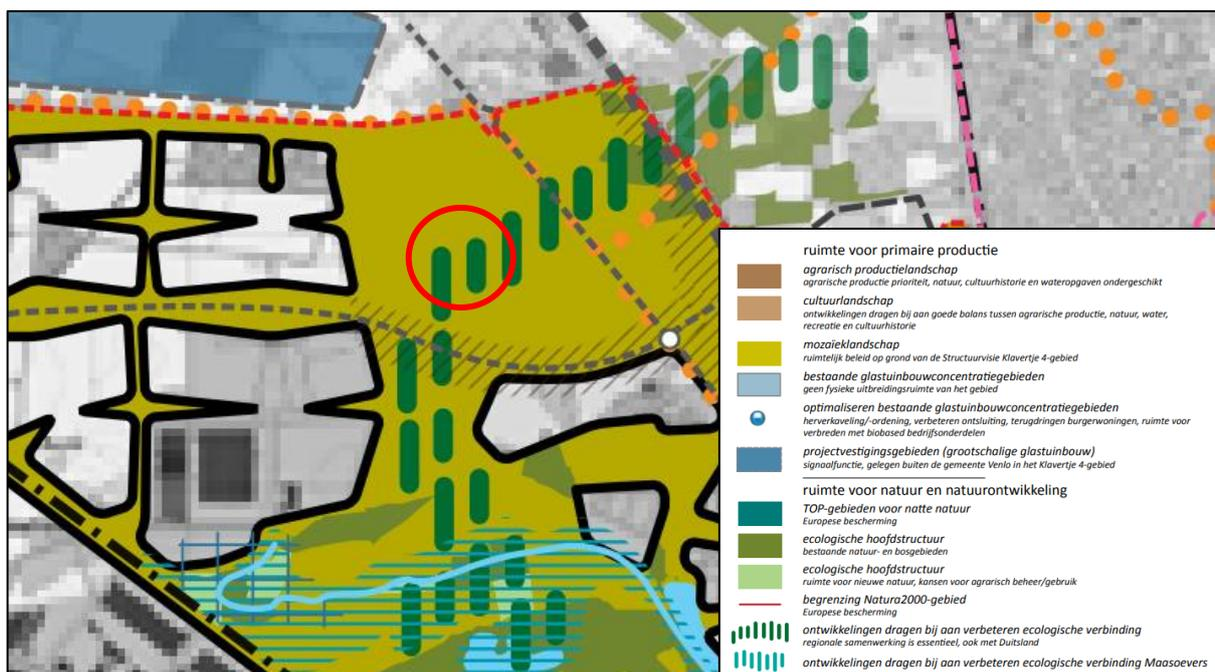 ruimte voor primaire productie
agrarisch productielandschap
agrarische productie prioriteit, natuur, cultuurhistorie en wateropgaven ondergeschikt
cultuurlandschap
ontwikkelingen dragen bij aan goede balans tussen agrarische productie, natuur, water,
recreatie en cultuurhistorie
mozaïeklandschap
ruimtelijk beleid op grond van de Structuurvisie Klavertje 4-gebied
bestaande glastuinbouwconcentratiegebieden
geen fysieke uitbreidingsruimte van het gebied
optimaliseren bestaande glastuinbouwconcentratiegebieden
herverkaveling/-ordening, verbeteren ontsluiting, terugdringen burgerwoningen, ruimte voor
verbreden met biobased bedrijfsonderdelen
projectvestigingsgebieden (grootschalige glastuinbouw)
signaalfunctie, gelegen buiten de gemeente Venlo in het Klavertje 4-gebied
ruimte voor natuur en natuurontwikkeling
TOP-gebieden voor natte natuur
Europese bescherming
ecologische hoofdstructuur
bestaande natuur- en bosgebieden
ecologische hoofdstructuur
ruimte voor nieuwe natuur, kansen voor agrarisch beheer/gebruik
begrenzing Natura2000-gebied
Europese bescherming
ontwikkelingen dragen bij aan verbeteren ecologische verbinding
regionale samenwerking is essentieel, ook met Duitsland
ontwikkelingen dragen bij aan verbeteren ecologische verbinding Maasoevers